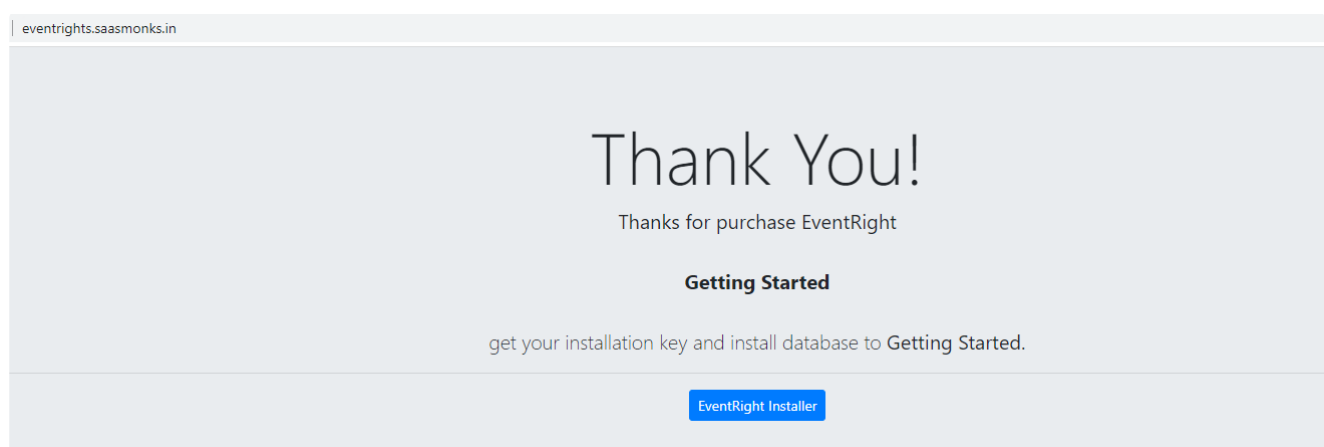 eventrights.saasmonks.in
Thank You!
Thanks for purchase EventRight
Getting Started
get your installation key and install database to Getting Started.
EventRight Installer